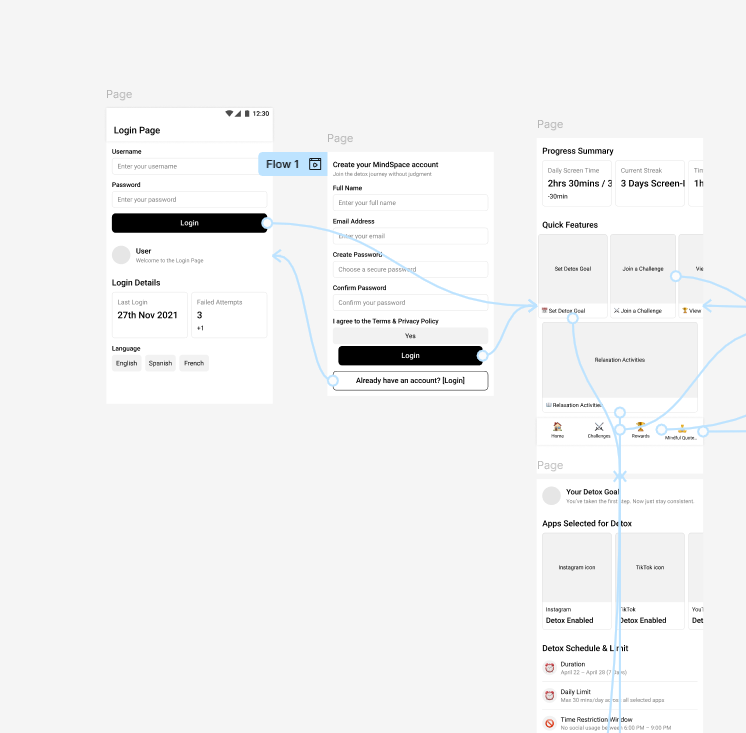 Page
12:30
Login Page
Username
Enter your username
Password
Enter your password
Login
User
Welcome to the Login Page
Login Details
Last Login
27th Nov 2021
Failed Attempts
3
+1
Language
English
Spanish
French
Flow 1
Page
Create your MindSpace account
Join the detox journey without judgment
Full Name
Enter your full name
Email Address
Enter your email
Create Password
Choose a secure password
Confirm Password
Confirm your password
I agree to the Terms & Privacy Policy
Yes
Login
Already have an account? [Login]
Page
Progress Summary
Daily Screen Time
2hrs 30mins / 3
-30min
Current Streak
3 Days Screen-
1h
Quick Features
Set Detox Goal
Join a Challenge
Set Detox Goal
Join a Challenge
View
Relaxation Activities
Relaxation Activities
Home
Challenges
Rewards
Mindful Quote..
Page
Your Detox Goal
You've taken the first step. Now just stay consistent.
Apps Selected for Detox
Instagram icon
TikTok icon
Instagram
Detox Enabled
TikTok
Detox Enabled
Det
Detox Schedule & Limit
Duration
April 22 – April 28 (7 Days)
Daily Limit
Max 30 mins/day across all selected apps
Time Restriction Window
No social usage between 6:00 PM – 9:00 PM